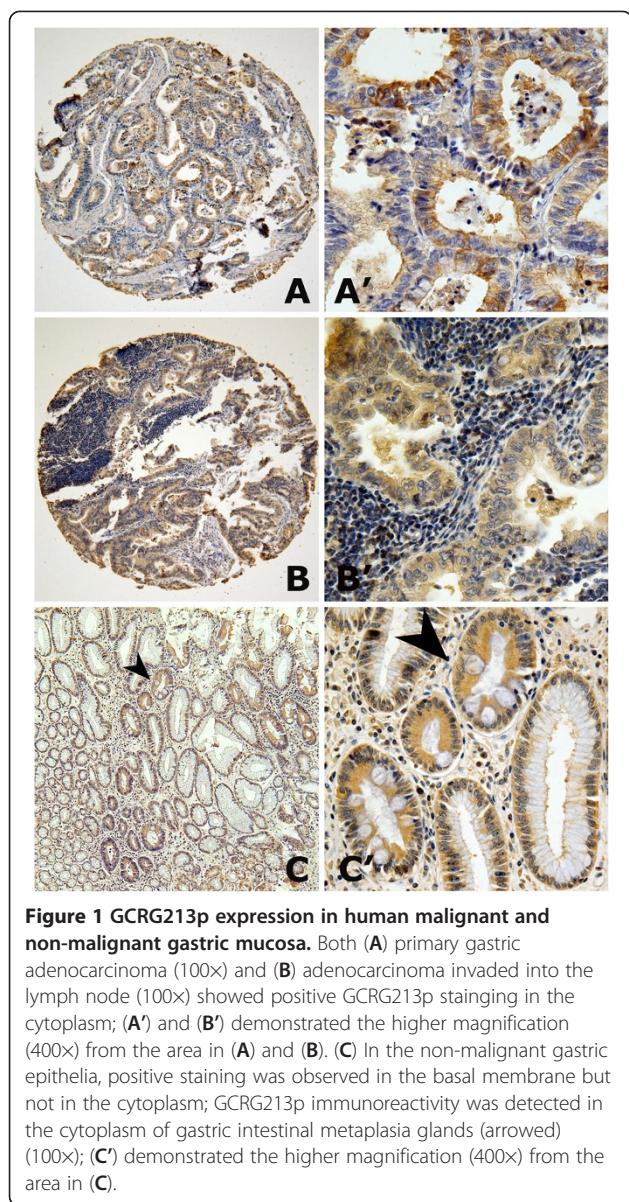 A
A'
B
B'
C
C'
Figure 1 GCRG213p expression in human malignant and
non-malignant gastric mucosa. Both (A) primary gastric
adenocarcinoma (100×) and (B) adenocarcinoma invaded into the
lymph node (100×) showed positive GCRG213p stainging in the
cytoplasm; (A') and (B') demonstrated the higher magnification
(400×) from the area in (A) and (B). (C) In the non-malignant gastric
epithelia, positive staining was observed in the basal membrane but
not in the cytoplasm; GCRG213p immunoreactivity was detected in
the cytoplasm of gastric intestinal metaplasia glands (arrowed)
(100×); (C') demonstrated the higher magnification (400×) from the
area in (C).